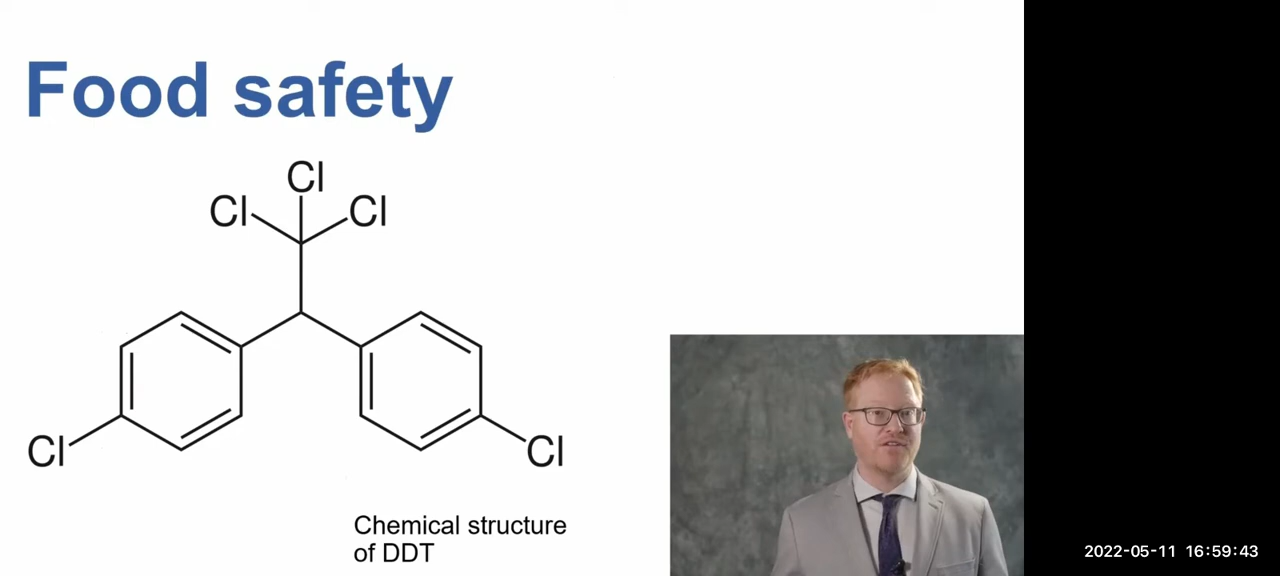 Food safety
Cl
Cl
Cl
Cl
Cl
Chemical structure
of DDT
2022-05-11 16:59:43